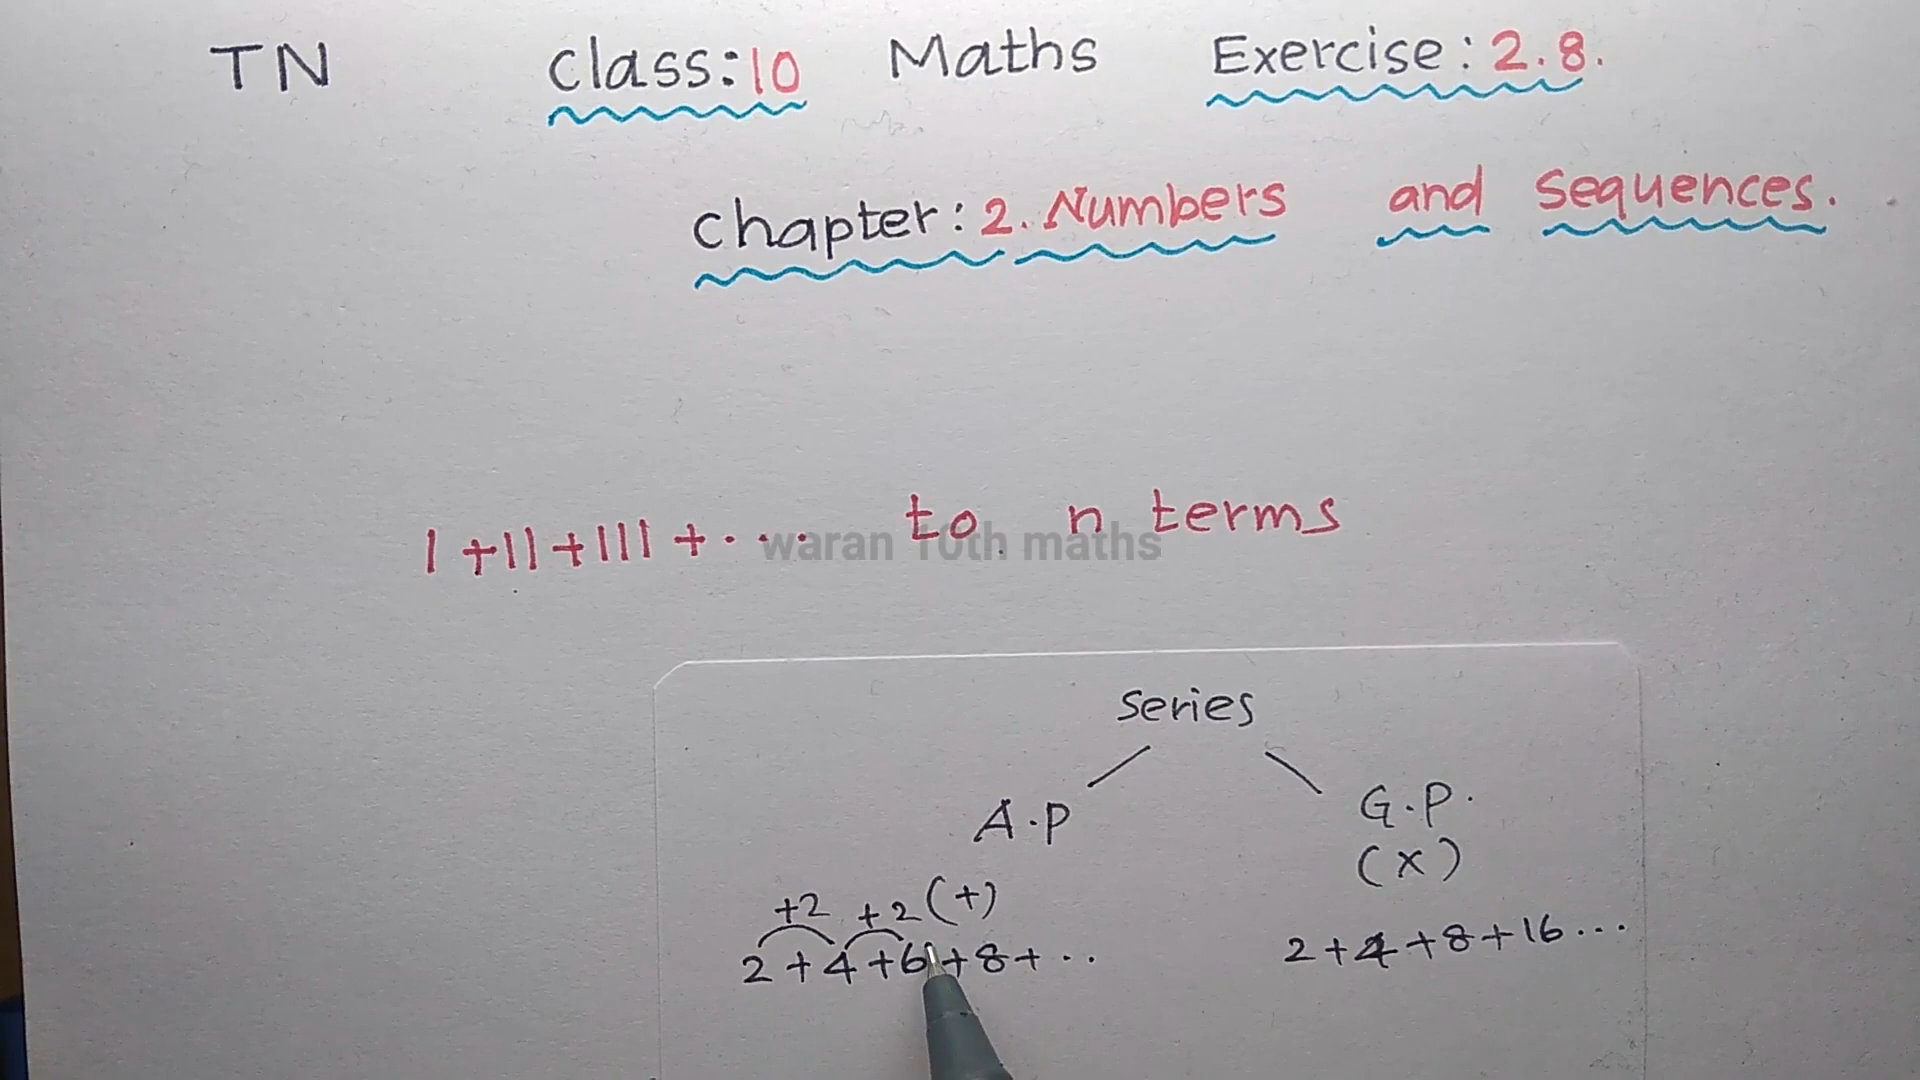 TN Class:10 Maths Exercise: 2.8.
Chapter: 2. Numbers and Sequences.
1 + 11 + 111 + .... to n terms
waran 10th maths
Series
A.P G.P.
(x)
+2 +2 (+)
2 + 4 + 6 + 8 + ... 2 + 4 + 8 + 16 ...